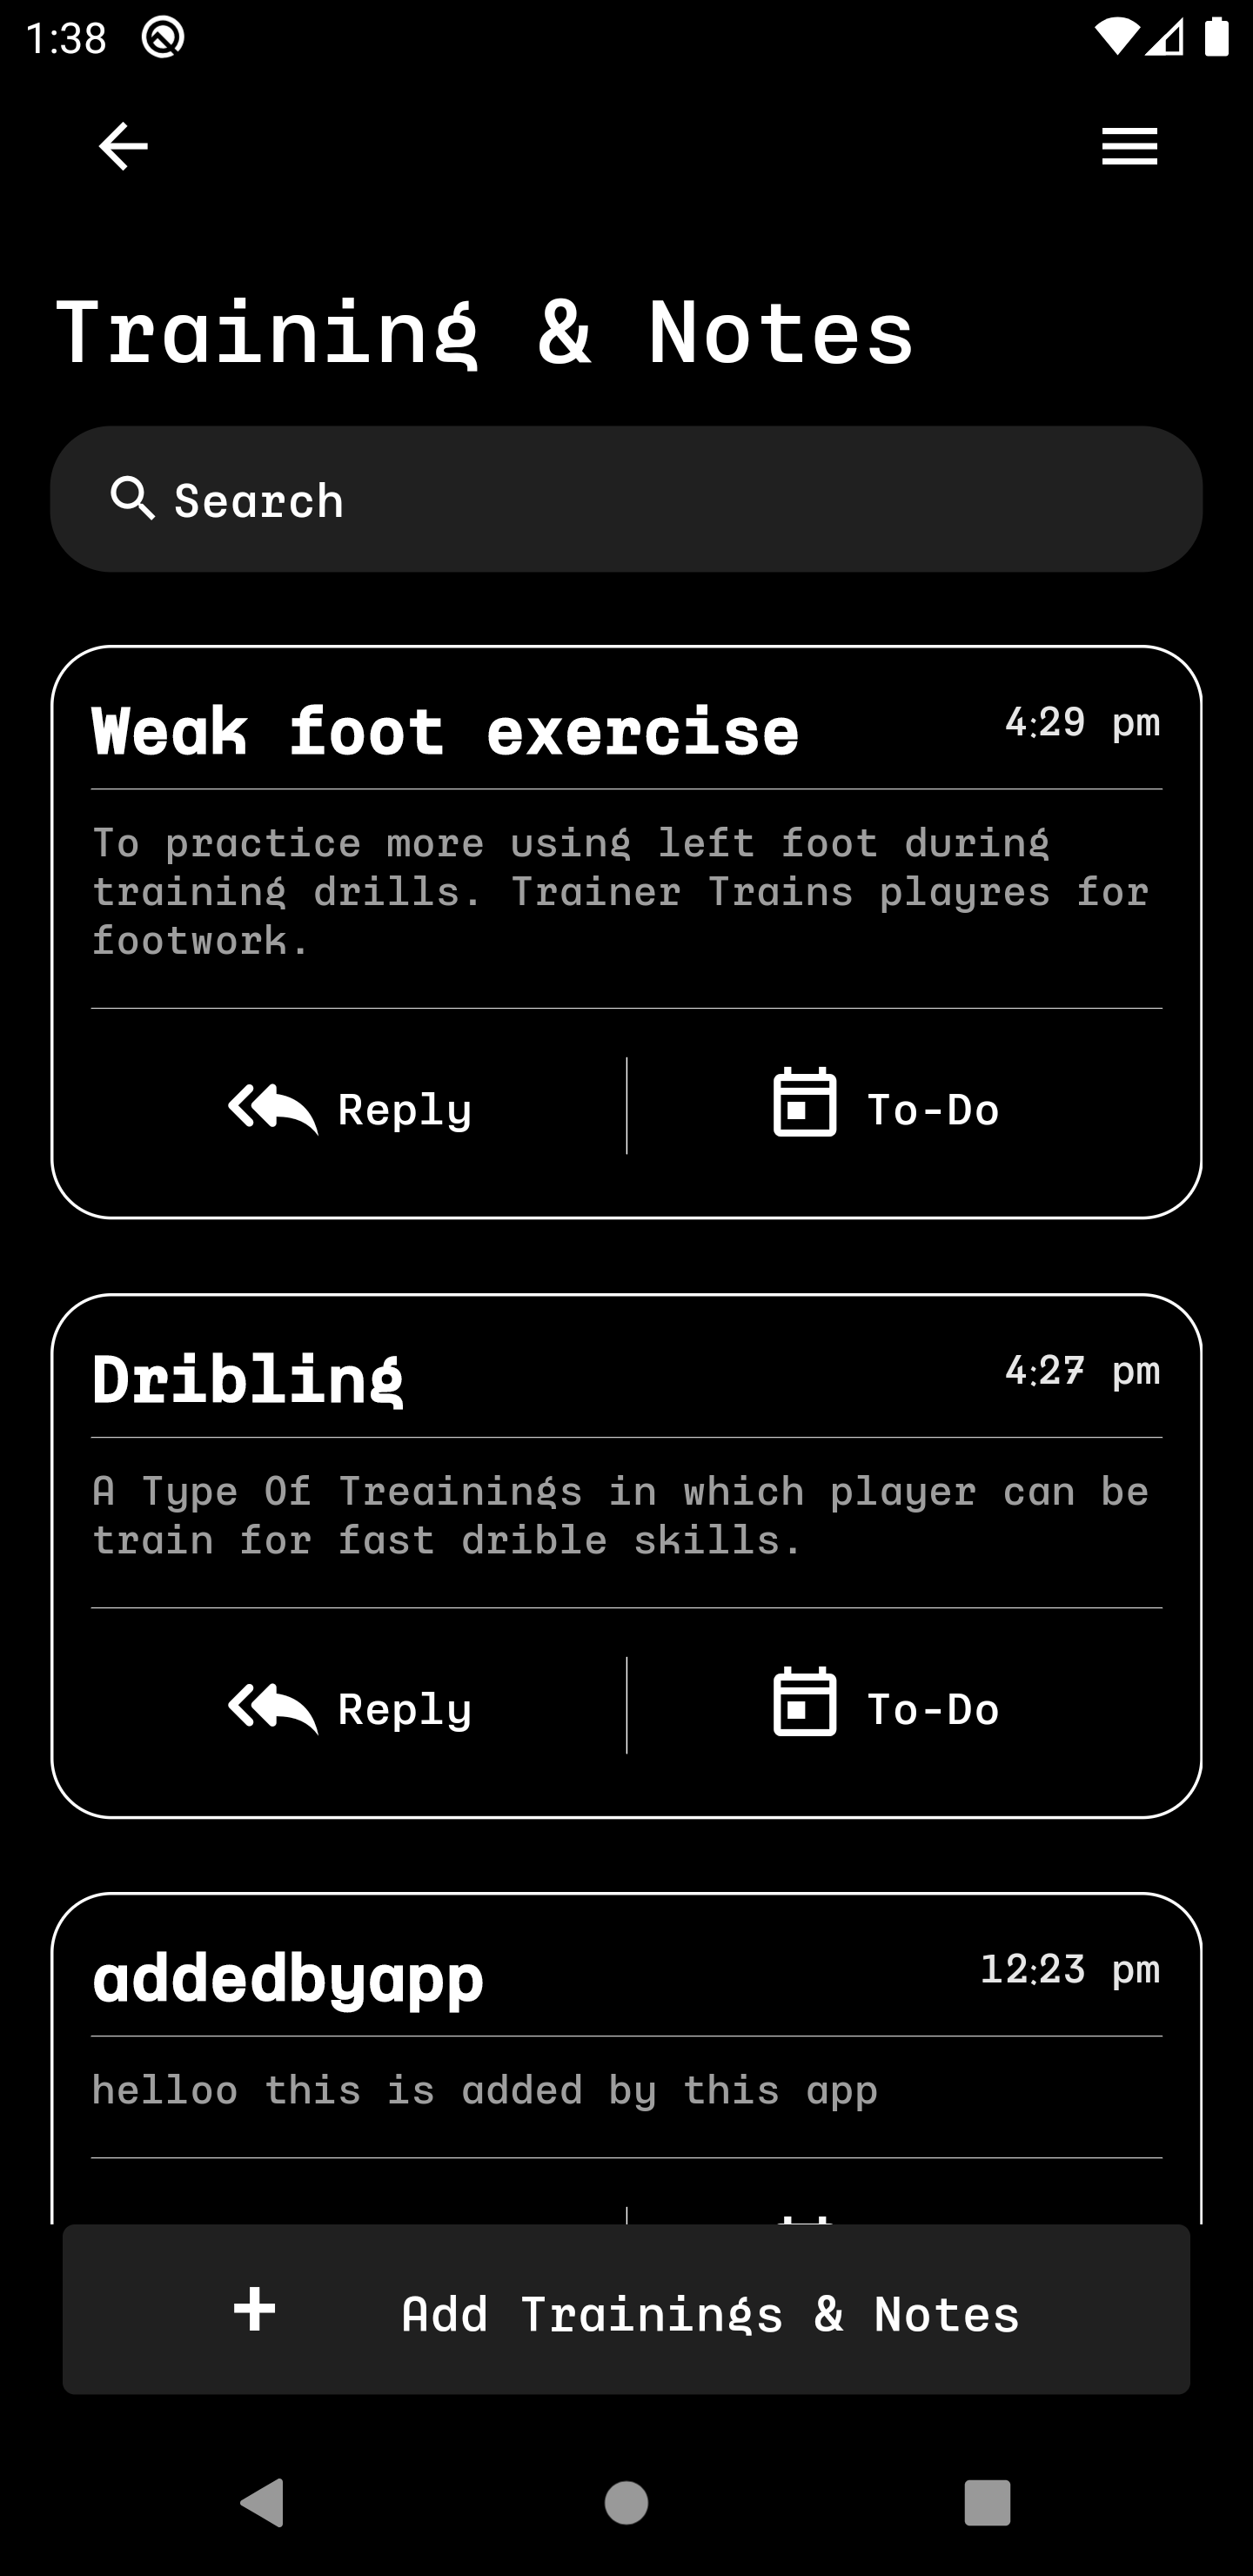 1:38
Training & Notes
Search
Weak foot exercise
4:29 pm
To practice more using left foot during
training drills. Trainer Trains playres for
footwork.
Reply
To-Do
Dribling
4:27 pm
A Type Of Treainings in which player can be
train for fast drible skills.
Reply
To-Do
addedbyapp
12:23 pm
helloo this is added by this app
+ Add Trainings & Notes